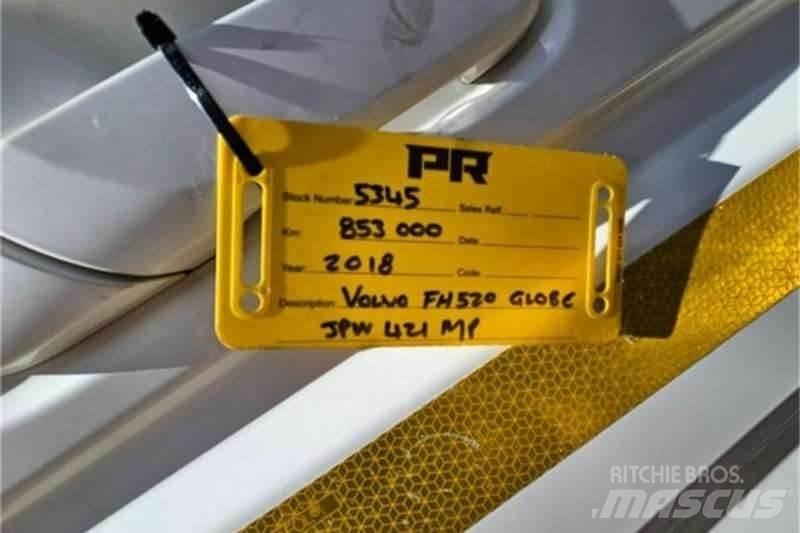 PR
Stock Number: 5345 Sales Ref:
Km: 853 000 Date:
Year: 2018 Code:
Description: VOLVO FH520 GLOBE
JPW 421 MP
RITCHIE BROS.
MASCUS